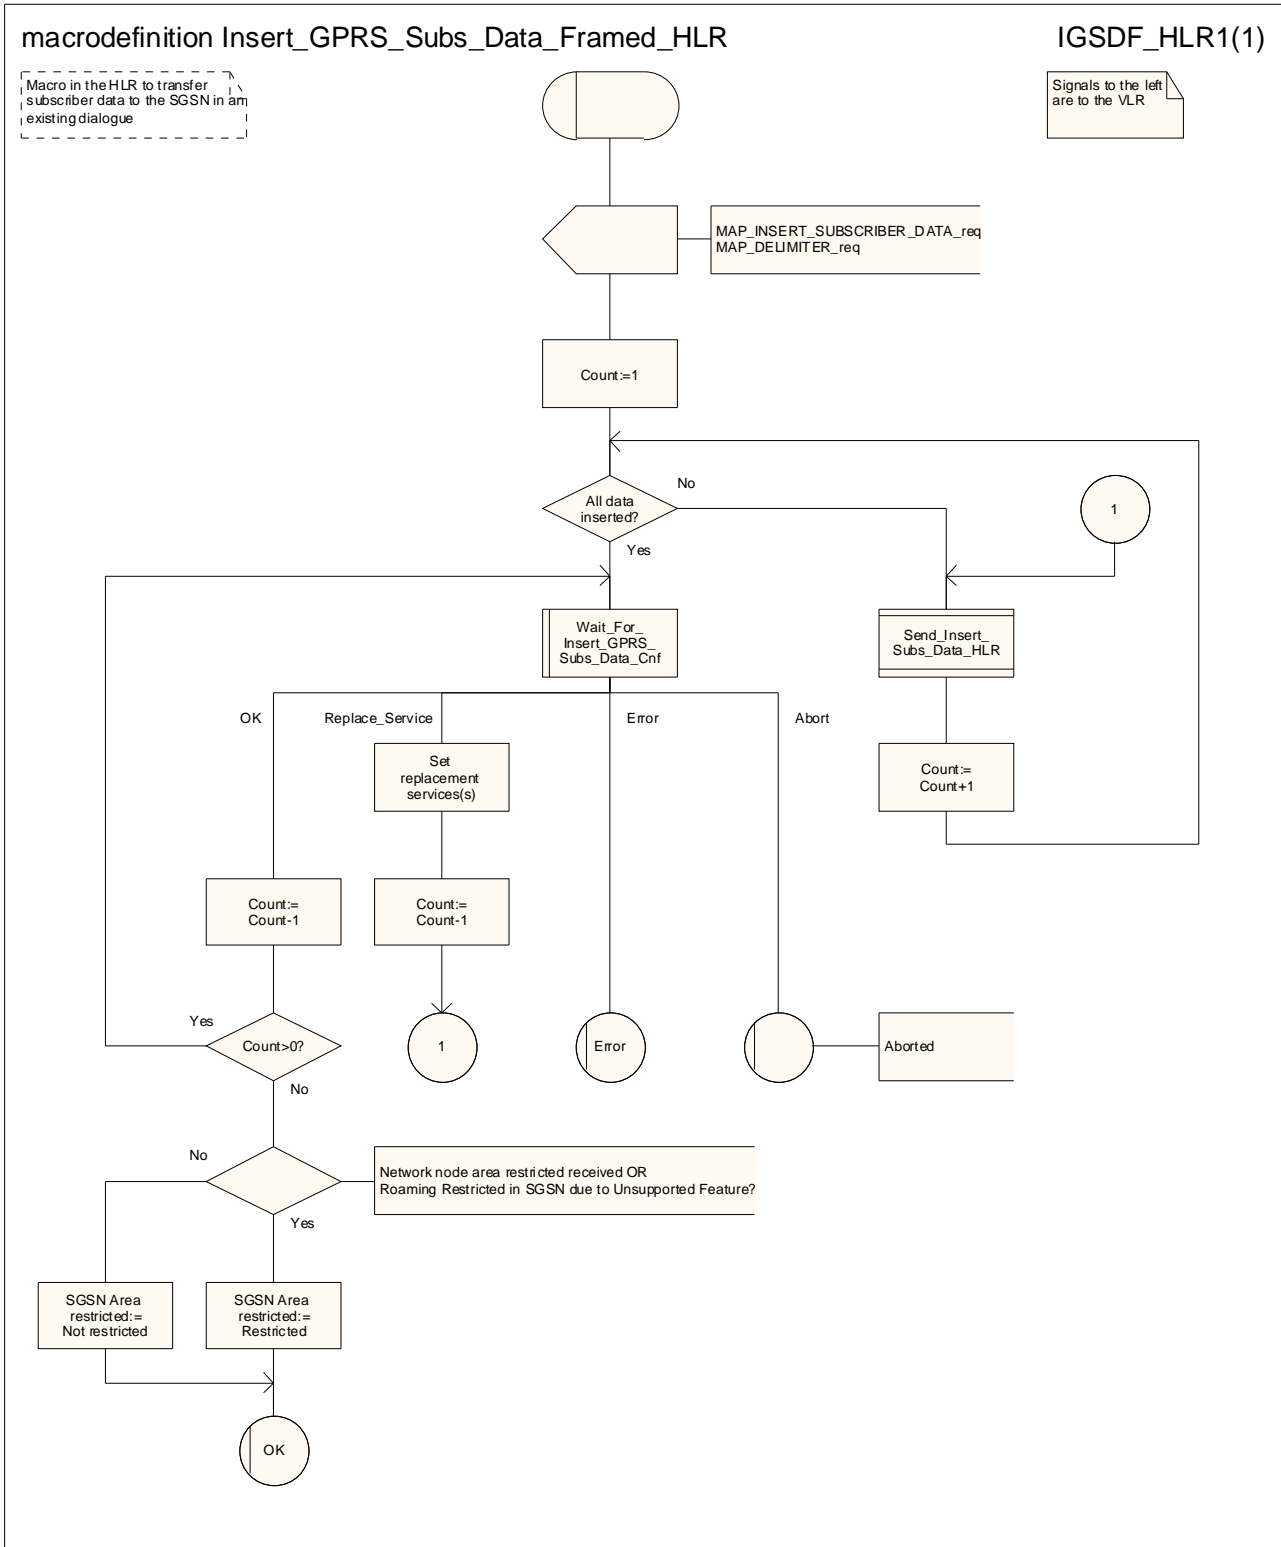 macrodefinition Insert_GPRS_Subs_Data_Framed_HLR
IGSDF_HLR1(1)
Macro in the HLR to transfer
subscriber data to the SGSN in an
existing dialogue
Signals to the left
are to the VLR
MAP_INSERT_SUBSCRIBER_DATA_req
MAP_DELIMITER_req
Count:=1
No
All data
inserted?
1
Yes
Wait_For_
Insert_GPRS_
Subs_Data_Cnf
Send_Insert_
Subs_Data_HLR
OK
Replace_Service
Error
Abort
Set
replacement
services(s)
Count:=
Count+1
Count:=
Count-1
Count:=
Count-1
Yes
Count>0?
1
Error
Aborted
No
No
Network node area restricted received OR
Roaming Restricted in SGSN due to Unsupported Feature?
Yes
SGSN Area
restricted:=
Not restricted
SGSN Area
restricted:=
Restricted
OK